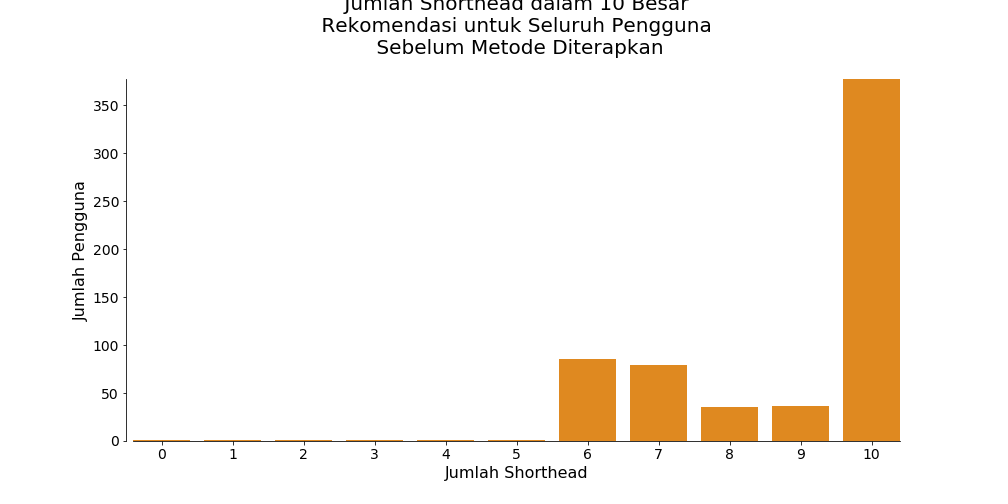 Jumlah Shorthead dalam 10 Besar
Rekomendasi untuk Seluruh Pengguna
Sebelum Metode Diterapkan
350
300
250
200
150
100
50
0
Jumlah Pengguna
0 1 2 3 4 5 6 7 8 9 10
Jumlah Shorthead